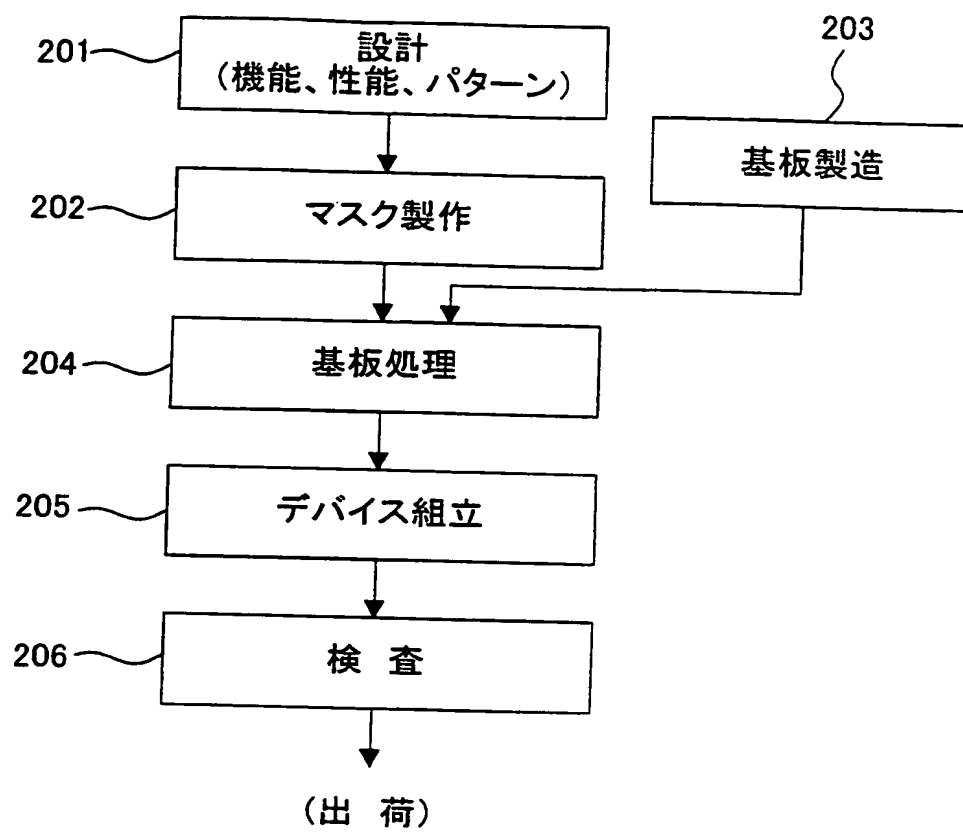 201
設計
(機能、性能、パターン)
203
基板製造
202
マスク製作
204
基板処理
205
デバイス組立
206
検 査
(出 荷)